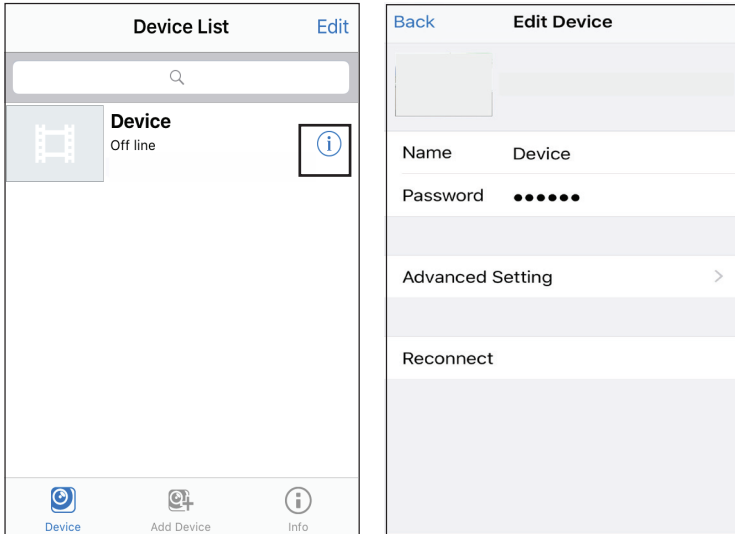 Device List
Edit
Device
Off line
Device
Add Device
Info
Back
Edit Device
Name
Device
Password
●●●●●●
Advanced Setting
Reconnect